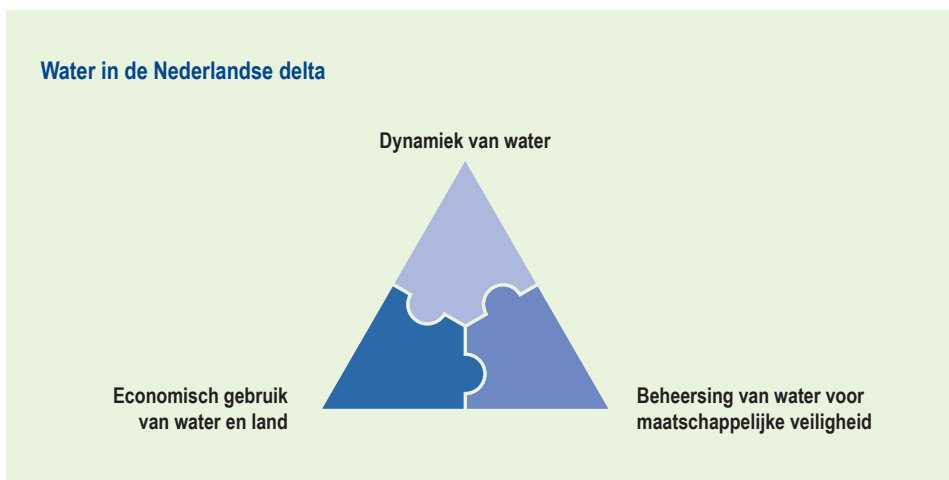 Water in de Nederlandse delta
Dynamiek van water
Economisch gebruik
van water en land
Beheersing van water voor
maatschappelijke veiligheid